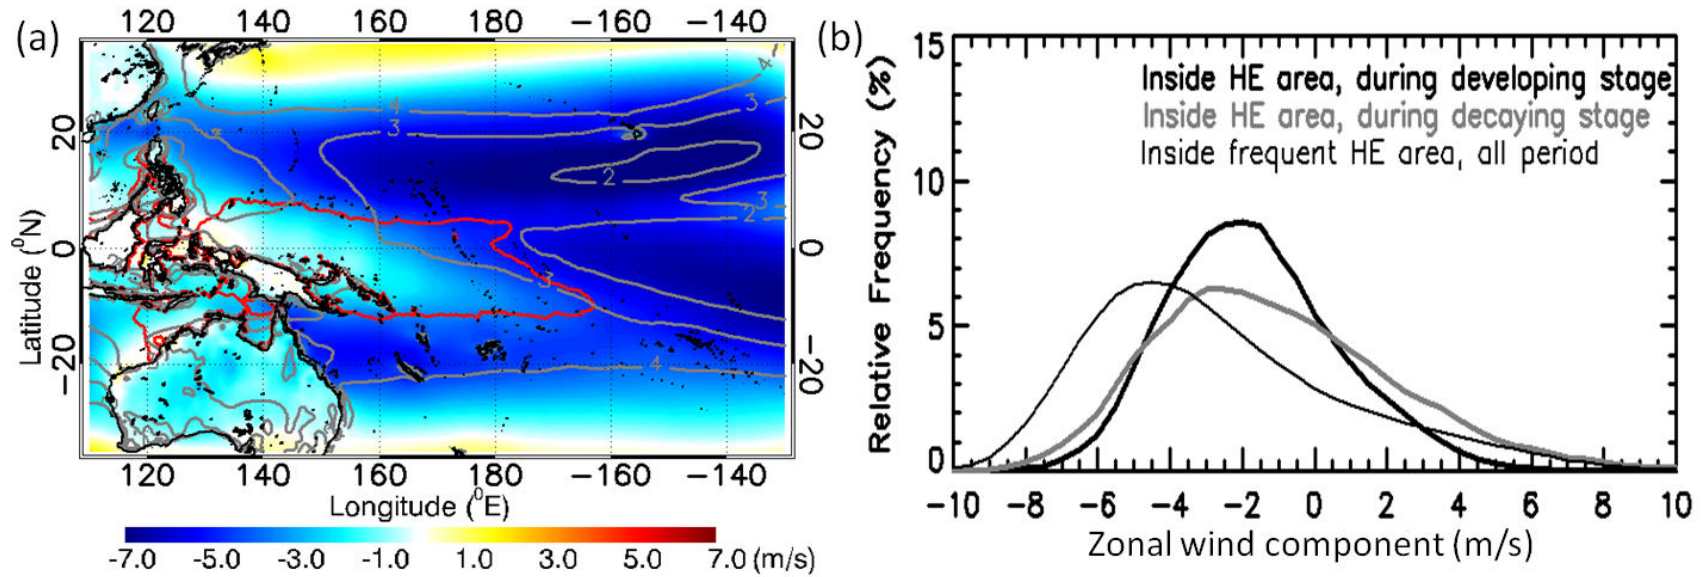 (a)
120 140 160 180 −160 −140
20
0
−20
Latitude (⁰N)
4
3
4
3
3
2
3
2
3
4
20
0
−20
120 140 160 180 −160 −140
Longitude (⁰E)
-7.0 -5.0 -3.0 -1.0 1.0 3.0 5.0 7.0 (m/s)
(b)
15
10
5
0
Relative Frequency (%)
Inside HE area, during developing stage
Inside HE area, during decaying stage
Inside frequent HE area, all period
−10 −8 −6 −4 −2 0 2 4 6 8 10
Zonal wind component (m/s)